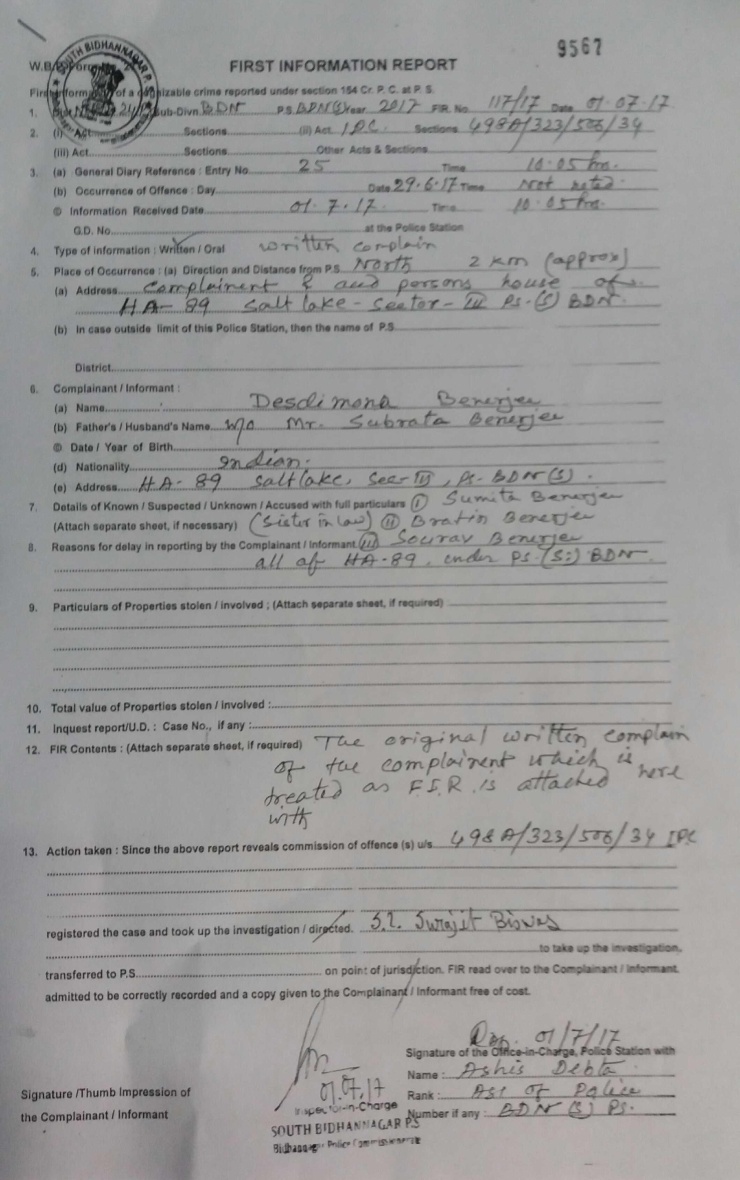 9567
SOUTH BIDHANNAGAR P.S.
FIRST INFORMATION REPORT
of a cognizable crime reported under section 154 Cr. P. C. at P. S.
1. Sub-Divn. BDN P.S. BDN(S) Year 2017 FIR No. 117/17 Date 01.07.17
2. (i) Act Sections (ii) Act. IPC. Sections 498A/323/506/34
(iii) Act Sections Other Acts & Sections
3. (a) General Diary Reference : Entry No 25 Time 10.05 hrs.
(b) Occurrence of Offence : Day Date 29.6.17 Time Not noted.
© Information Received Date 01.7.17. Time 10.05 hrs.
G.D. No. at the Police Station
4. Type of information : Written / Oral written complain
5. Place of Occurrence : (a) Direction and Distance from P.S. North 2 km (approx)
(a) Address complainent & persons house of
HA-89 Salt lake - Sector - III Ps. (S) BDN.
(b) In case outside limit of this Police Station, then the name of P.S
District
6. Complainant / Informant :
(a) Name Desdimona Benerjee
(b) Father's / Husband's Name w/o Mr. Subrata Benerjee
© Date / Year of Birth
(d) Nationality Indian.
(e) Address HA-89 Saltlake, Sec-III, Ps. BDN(S).
7. Details of Known / Suspected / Unknown / Accused with full particulars (i) Sumita Benerjee
(Attach separate sheet, if necessary) (Sister in law) (ii) Bratin Benerjee
8. Reasons for delay in reporting by the Complainant / Informant (iii) Sourav Benerjee
all of HA-89, under PS. (S) BDN.
9. Particulars of Properties stolen / involved ; (Attach separate sheet, if required)
10. Total value of Properties stolen / involved :
11. Inquest report/U.D. : Case No., if any :
12. FIR Contents : (Attach separate sheet, if required) The original written complain
of the complainent which is
treated as F.I.R. is attached here
with
13. Action taken : Since the above report reveals commission of offence (s) u/s. 498A/323/506/34 IPC
registered the case and took up the investigation / directed. S.I. Surajit Biswas
to take up the investigation.
transferred to P.S. on point of jurisdiction. FIR read over to the Complainant / Informant.
admitted to be correctly recorded and a copy given to the Complainant / Informant free of cost.
01/7/17
Signature of the Office-in-Charge, Police Station with
Name : Ashis Debta
Rank : ASI of Police
Number if any : BDN (S) PS.
01.07.17
Inspector-in-Charge
SOUTH BIDHANNAGAR P.S
Bidhannagar Police Commissionerate
Signature /Thumb Impression of
the Complainant / Informant